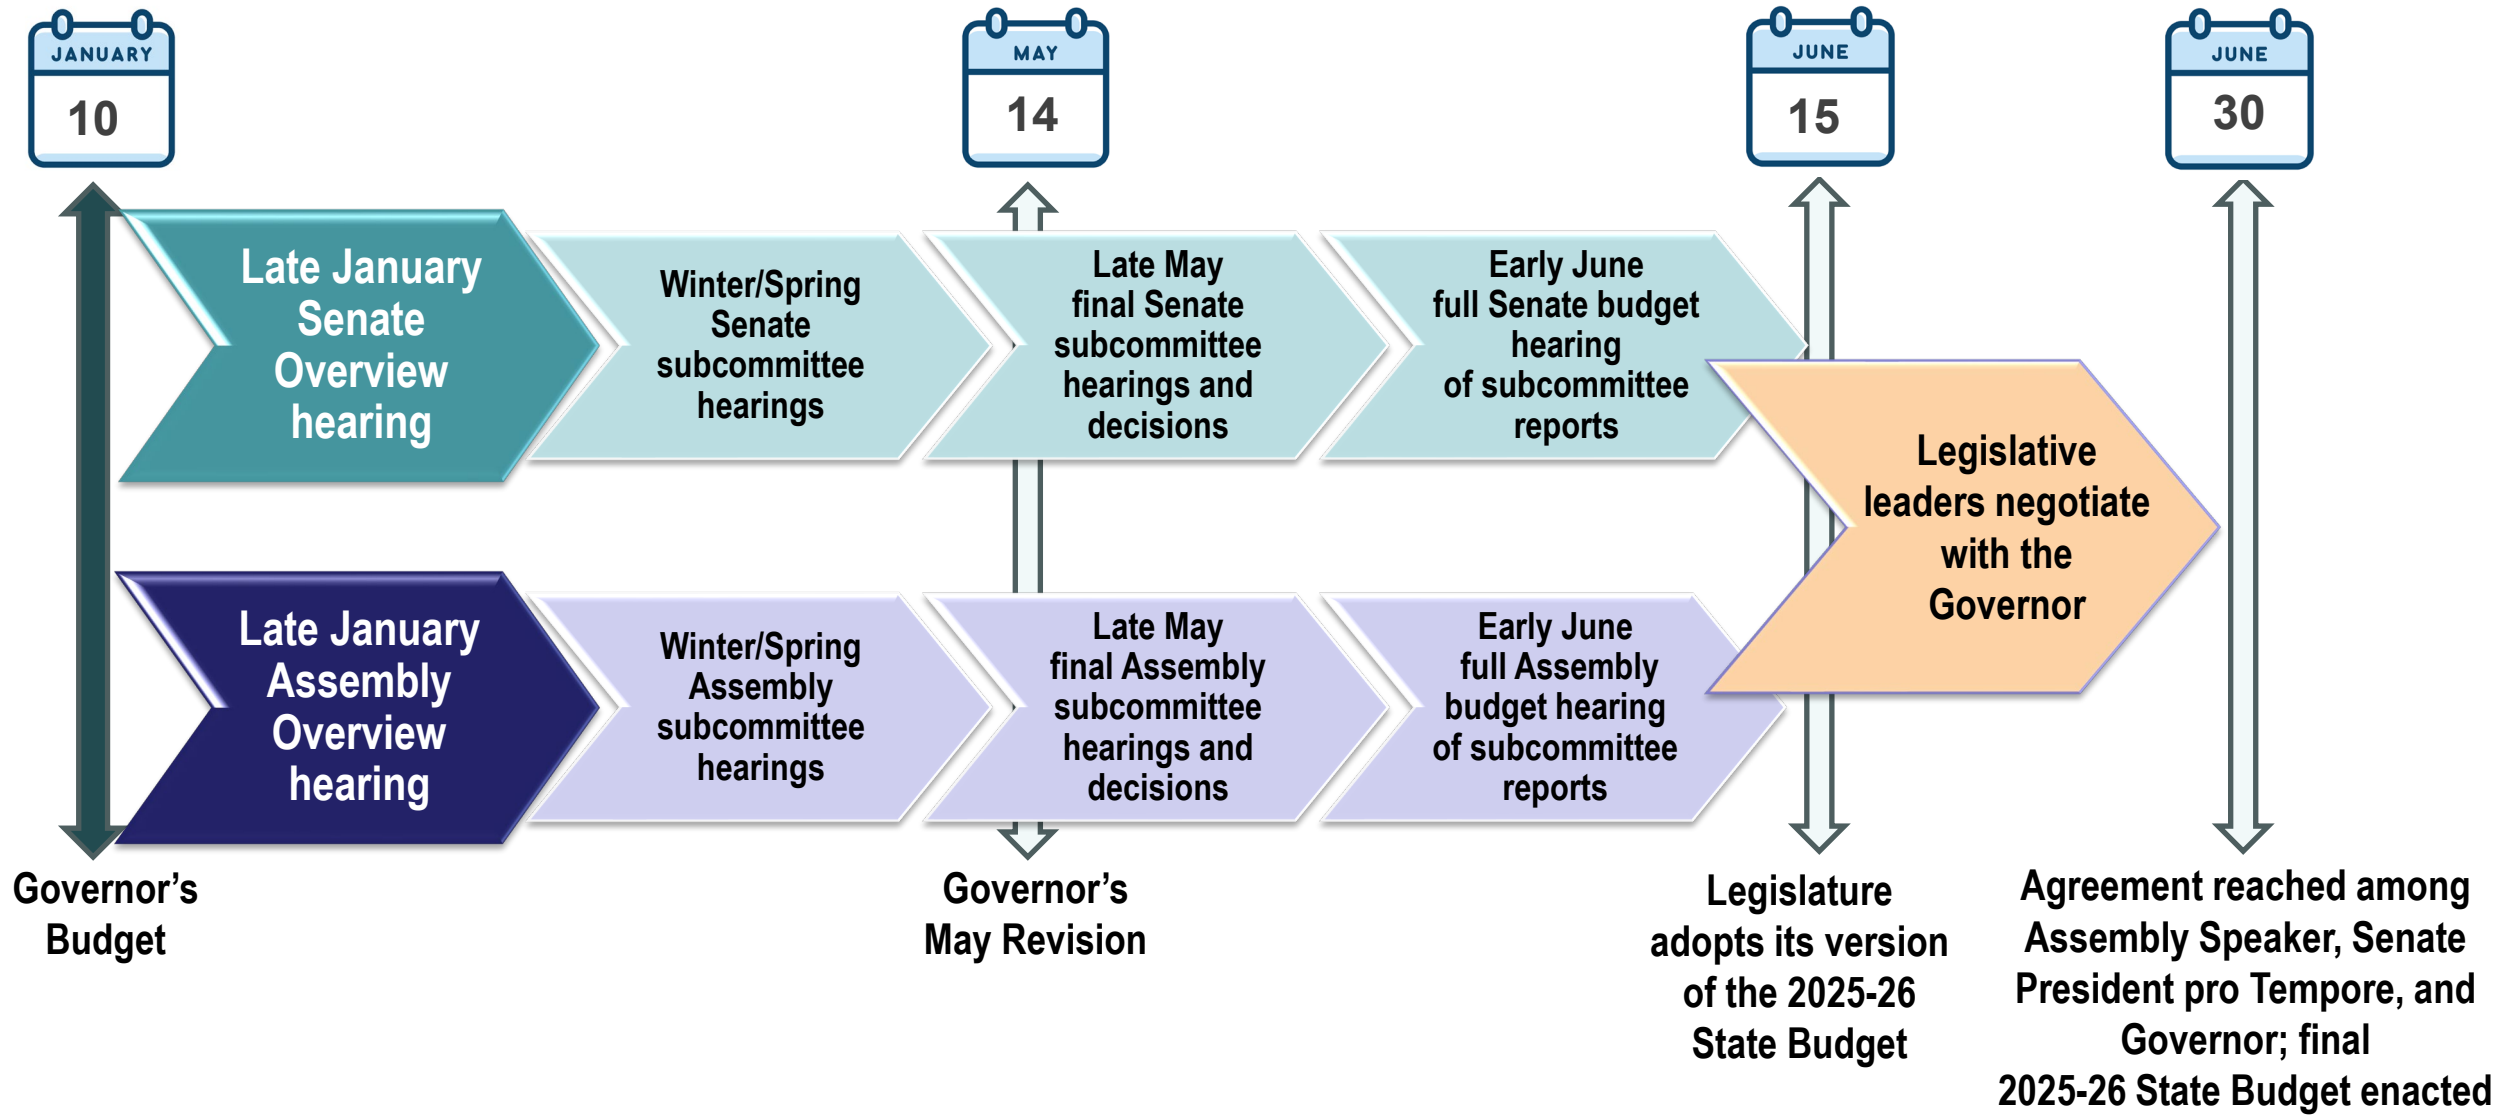 JANUARY
10
MAY
14
JUNE
15
JUNE
30
Late January
Senate
Overview
hearing
Winter/Spring
Senate
subcommittee
hearings
Late May
final Senate
subcommittee
hearings and
decisions
Early June
full Senate budget
hearing
of subcommittee
reports
Legislative
leaders negotiate
with the
Governor
Late January
Assembly
Overview
hearing
Winter/Spring
Assembly
subcommittee
hearings
Late May
final Assembly
subcommittee
hearings and
decisions
Early June
full Assembly
budget hearing
of subcommittee
reports
Governor’s
Budget
Governor’s
May Revision
Legislature
adopts its version
of the 2025-26
State Budget
Agreement reached among
Assembly Speaker, Senate
President pro Tempore, and
Governor; final
2025-26 State Budget enacted